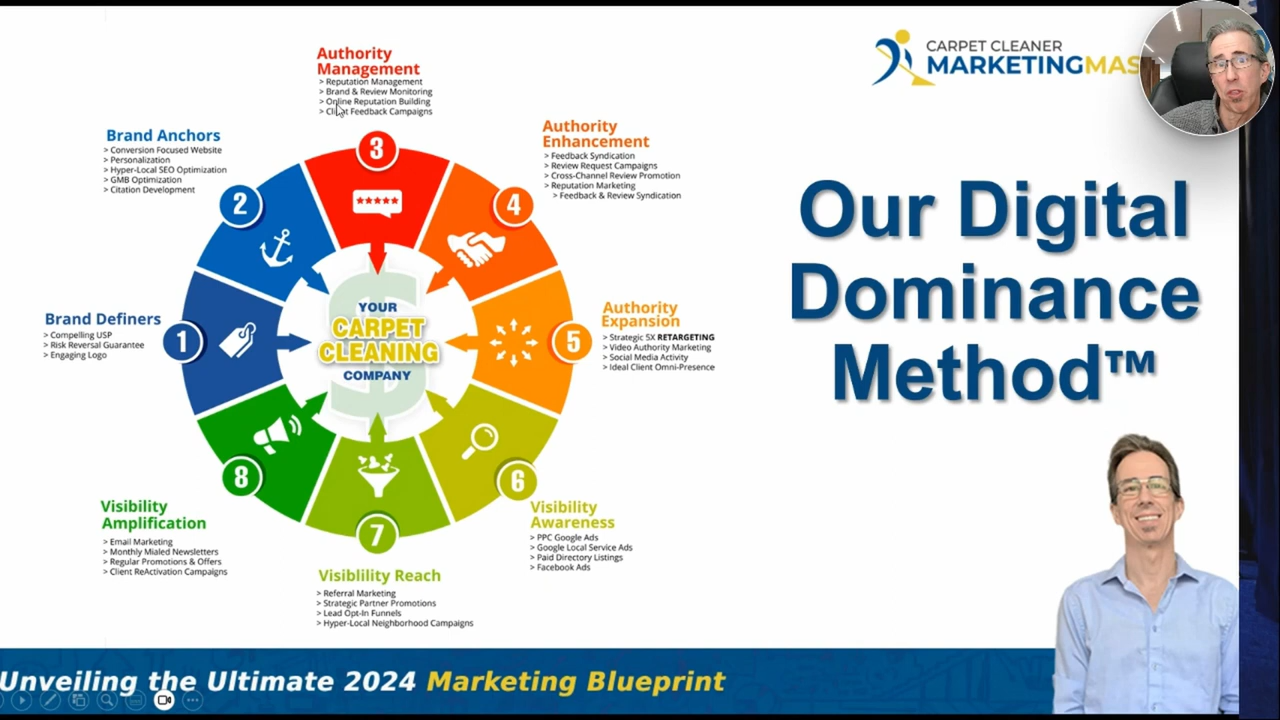 CARPET CLEANER
MARKETINGMAS
Our Digital
Dominance
Method™
Authority
Management
> Reputation Management
> Brand & Review Monitoring
> Online Reputation Building
> Client Feedback Campaigns
Brand Anchors
> Conversion Focused Website
> Personalization
> Hyper-Local SEO Optimization
> GMB Optimization
> Citation Development
Authority
Enhancement
> Feedback Syndication
> Review Request Campaigns
> Cross-Channel Review Promotion
> Reputation Marketing
> Feedback & Review Syndication
Brand Definers
> Compelling USP
> Risk Reversal Guarantee
> Engaging Logo
Authority
Expansion
> Strategic 5X RETARGETING
> Video Authority Marketing
> Social Media Activity
> Ideal Client Omni-Presence
1
2
3
4
5
6
7
8
YOUR
CARPET
CLEANING
COMPANY
$
Visibility
Amplification
> Email Marketing
> Monthly Mialed Newsletters
> Regular Promotions & Offers
> Client ReActivation Campaigns
Visiblility Reach
> Referral Marketing
> Strategic Partner Promotions
> Lead Opt-In Funnels
> Hyper-Local Neighborhood Campaigns
Visibility
Awareness
> PPC Google Ads
> Google Local Service Ads
> Paid Directory Listings
> Facebook Ads
Unveiling the Ultimate 2024 Marketing Blueprint